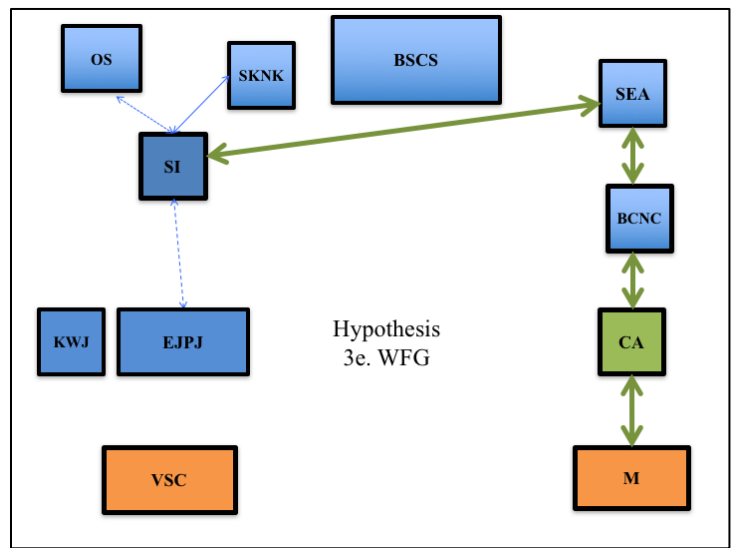 OS
SKNK
BSCS
SEA
SI
BCNC
KWJ
EJPJ
Hypothesis
3e. WFG
CA
VSC
M